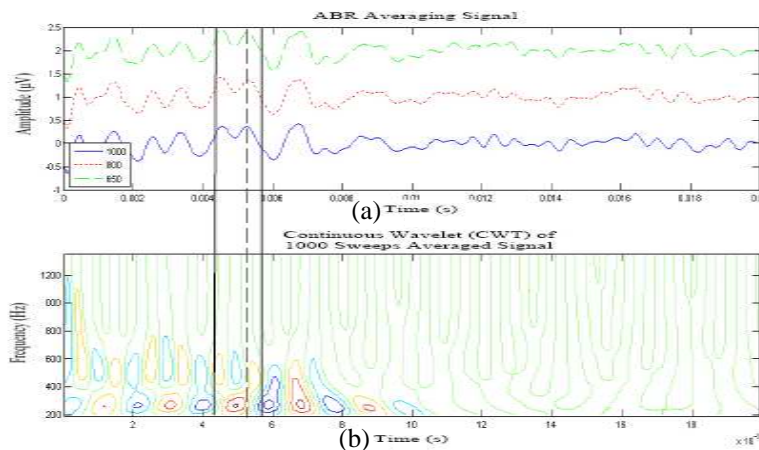 ABR Averaging Signal
2.5
2
1.5
1
0.5
0
-0.5
-1
Amplitude (µV)
1000
800
650
0 0.002 0.004 0.006 0.008 0.01 0.012 0.014 0.016 0.018
(a) Time (s)
Continuous Wavelet (CWT) of
1000 Sweeps Averaged Signal
1200
800
600
400
200
Frequency (Hz)
2 4 6 8 10 12 14 16 18
(b) Time (s)